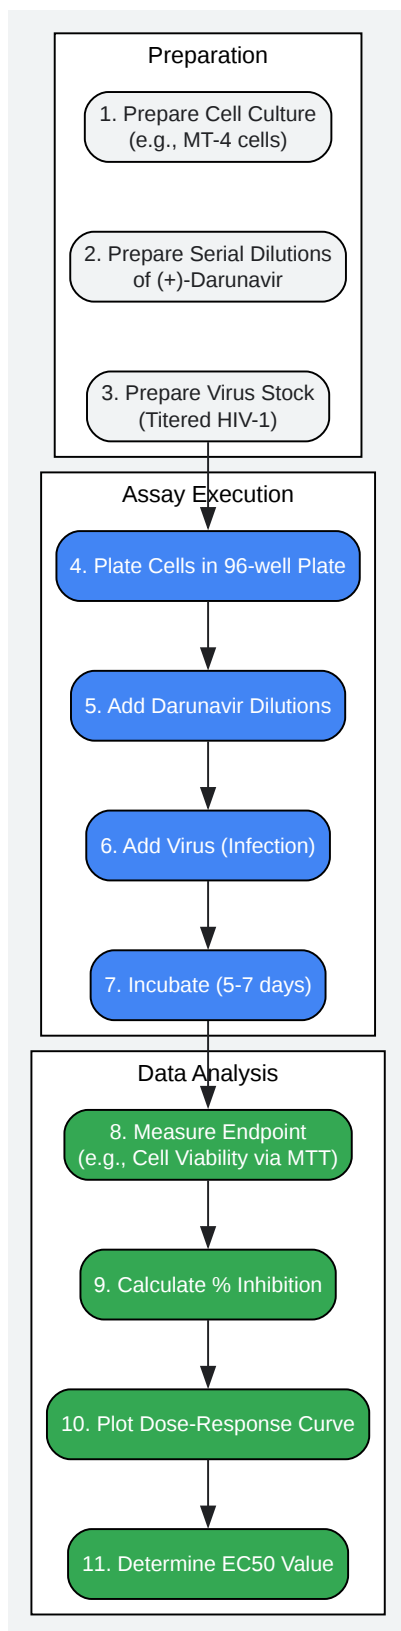 Preparation
1. Prepare Cell Culture
(e.g., MT-4 cells)
2. Prepare Serial Dilutions
of (+)-Darunavir
3. Prepare Virus Stock
(Titered HIV-1)
Assay Execution
4. Plate Cells in 96-well Plate
5. Add Darunavir Dilutions
6. Add Virus (Infection)
7. Incubate (5-7 days)
Data Analysis
8. Measure Endpoint
(e.g., Cell Viability via MTT)
9. Calculate % Inhibition
10. Plot Dose-Response Curve
11. Determine EC50 Value